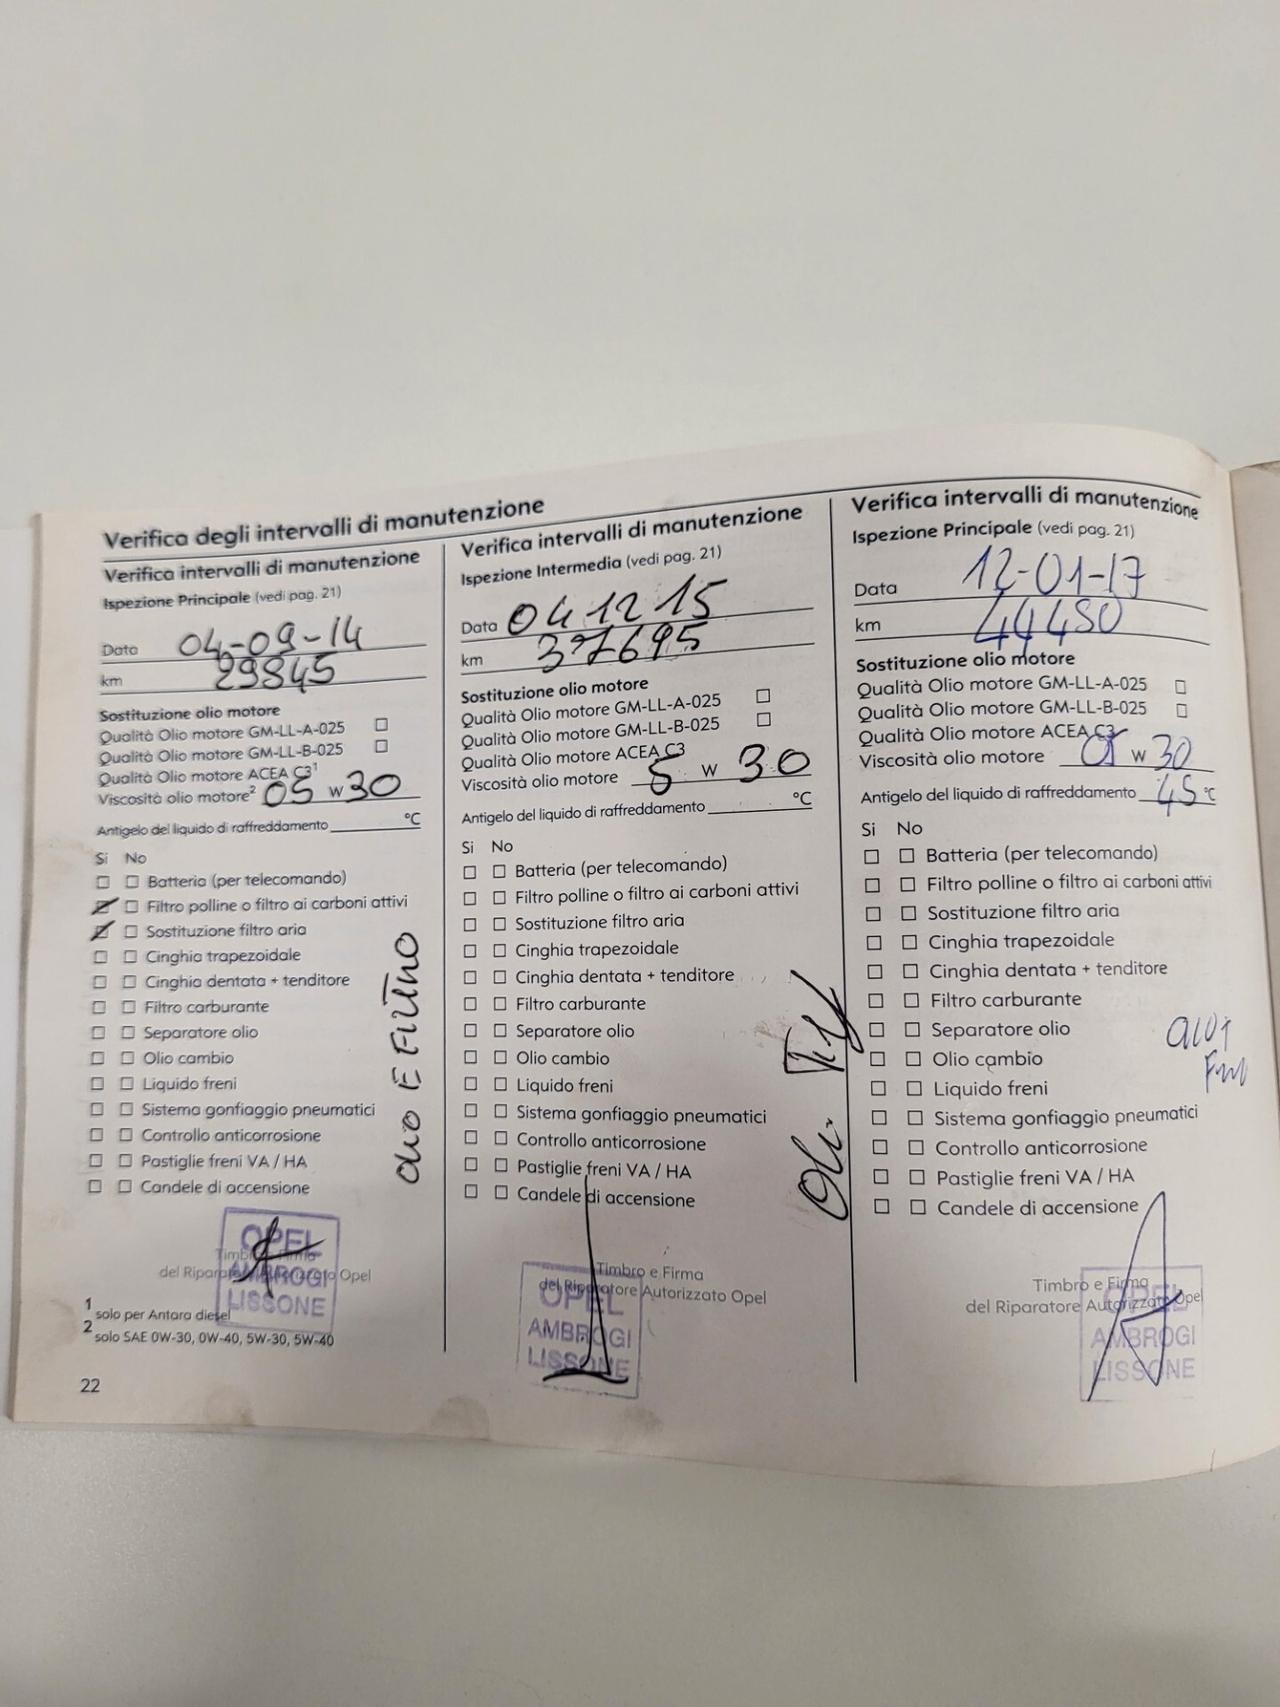 Verifica degli intervalli di manutenzione
Verifica intervalli di manutenzione
Ispezione Principale (vedi pag. 21)
Data 04-09-14
km 29845
Sostituzione olio motore
Qualità Olio motore GM-LL-A-025 ☐
Qualità Olio motore GM-LL-B-025 ☐
Qualità Olio motore ACEA C3¹
Viscosità olio motore² 05 W 30
Antigelo del liquido di raffreddamento °C
Si No
Batteria (per telecomando)
Filtro polline o filtro ai carboni attivi
Sostituzione filtro aria
Cinghia trapezoidale
Cinghia dentata + tenditore
Filtro carburante
Separatore olio
Olio cambio
Liquido freni
Sistema gonfiaggio pneumatici
Controllo anticorrosione
Pastiglie freni VA / HA
Candele di accensione
OLIO E FILTRO
Timbro e Firma
del Riparatore Autorizzato Opel
OPEL
AMBROGI
LISSONE
1 solo per Antara diesel
2 solo SAE 0W-30, 0W-40, 5W-30, 5W-40
22
Verifica intervalli di manutenzione
Ispezione Intermedia (vedi pag. 21)
Data 04 12 15
km 37695
Sostituzione olio motore
Qualità Olio motore GM-LL-A-025 ☐
Qualità Olio motore GM-LL-B-025 ☐
Qualità Olio motore ACEA C3
Viscosità olio motore 5 W 30
Antigelo del liquido di raffreddamento °C
Si No
Batteria (per telecomando)
Filtro polline o filtro ai carboni attivi
Sostituzione filtro aria
Cinghia trapezoidale
Cinghia dentata + tenditore
Filtro carburante
Separatore olio
Olio cambio
Liquido freni
Sistema gonfiaggio pneumatici
Controllo anticorrosione
Pastiglie freni VA / HA
Candele di accensione
Timbro e Firma
del Riparatore Autorizzato Opel
OPEL
AMBROGI
LISSONE
Verifica intervalli di manutenzione
Ispezione Principale (vedi pag. 21)
Data 12-01-17
km 44480
Sostituzione olio motore
Qualità Olio motore GM-LL-A-025 ☐
Qualità Olio motore GM-LL-B-025 ☐
Qualità Olio motore ACEA C3
Viscosità olio motore W 30
Antigelo del liquido di raffreddamento °C
Si No
Batteria (per telecomando)
Filtro polline o filtro ai carboni attivi
Sostituzione filtro aria
Cinghia trapezoidale
Cinghia dentata + tenditore
Filtro carburante
Separatore olio
Olio cambio
Liquido freni
Sistema gonfiaggio pneumatici
Controllo anticorrosione
Pastiglie freni VA / HA
Candele di accensione
Timbro e Firma
del Riparatore Autorizzato Opel
AMBROGI
LISSONE